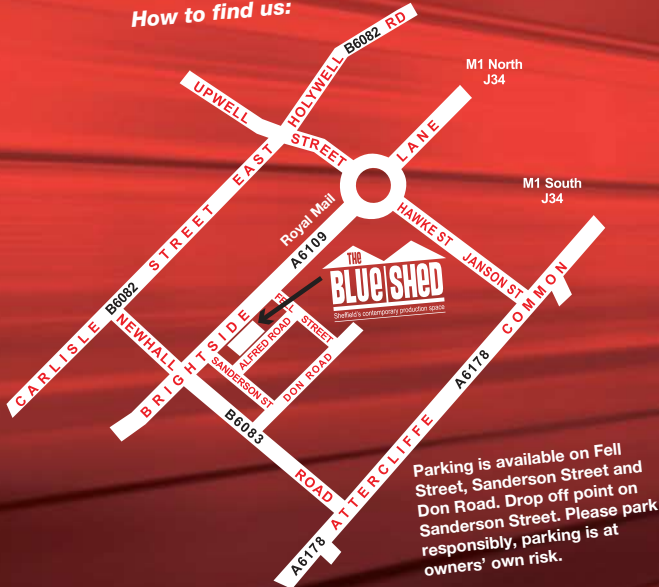 How to find us:
B6082 RD
HOLYWELL
M1 North
J34
UPWELL
STREET
LANE
M1 South
J34
Royal Mail
A6109
HAWKE ST
JANSON ST
THE
BLUE SHED
Sheffield's contemporary production space
CARLISLE
B6082
STREET EAST
NEWHALL
B6083
ROAD
BRIGHTSIDE
FELL
STREET
ALFRED ROAD
SANDERSON ST
DON ROAD
A6178
ATTERCLIFFE
A6178
COMMON
Parking is available on Fell
Street, Sanderson Street and
Don Road. Drop off point on
Sanderson Street. Please park
responsibly, parking is at
owners' own risk.